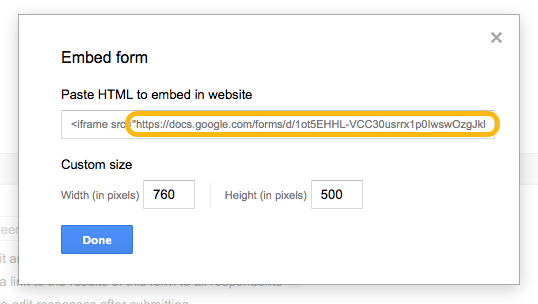 Embed form
Paste HTML to embed in website
<iframe src="https://docs.google.com/forms/d/1ot5EHHL-VCC30usrrx1p0IwswOzgJkl
Custom size
Width (in pixels) 760 Height (in pixels) 500
Done
a link to the results of this form to all respondents
to edit responses after submitting